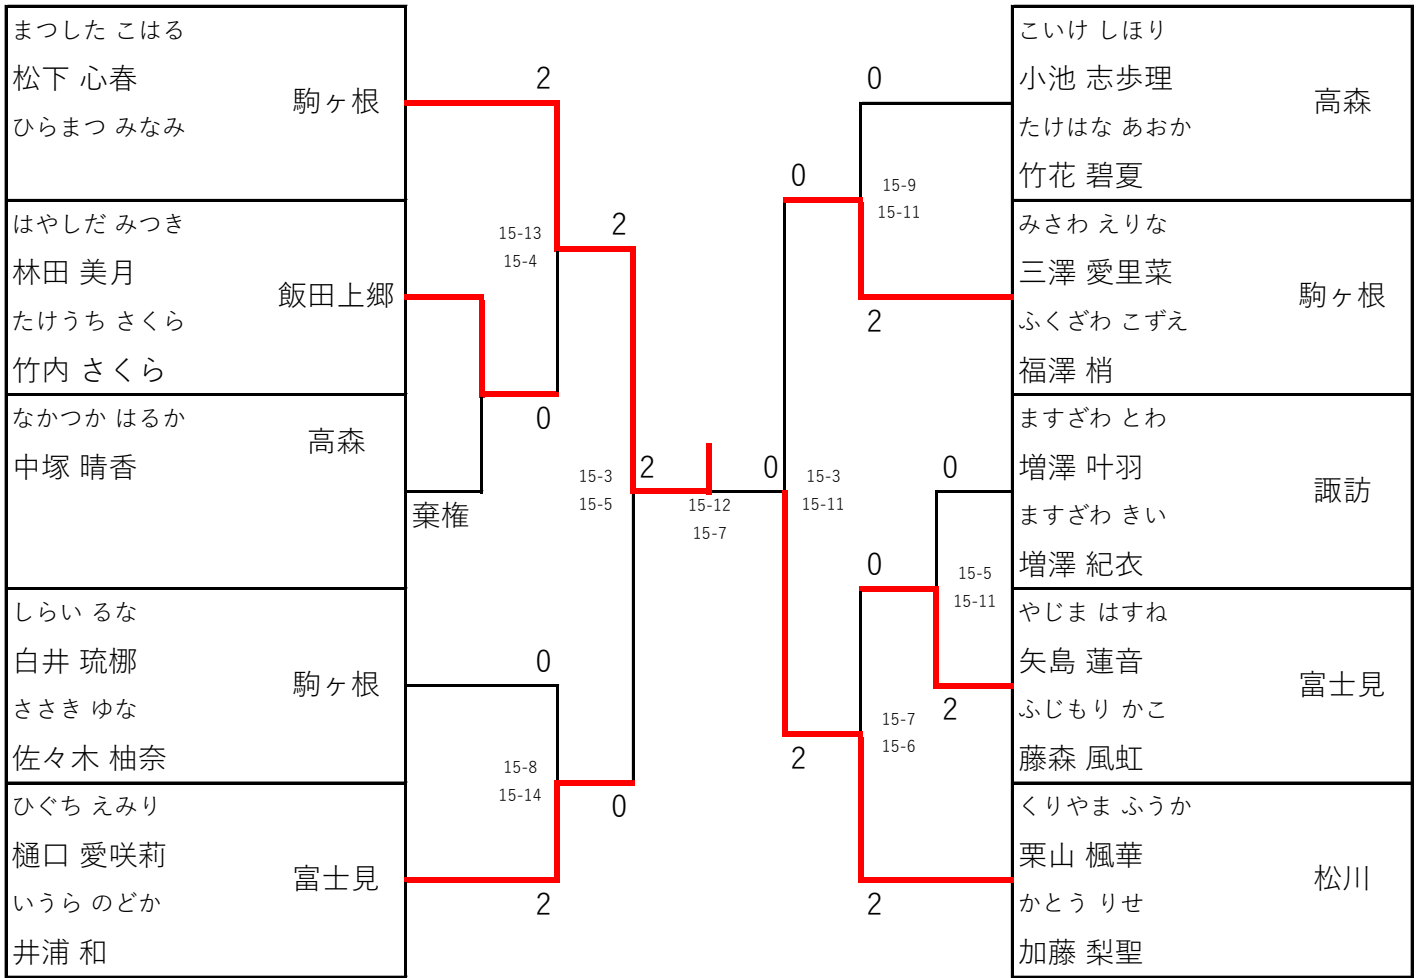 まつした こはる
松下 心春
ひらまつ みなみ
駒ヶ根
はやしだ みつき
林田 美月
たけうち さくら
竹内 さくら
飯田上郷
なかつか はるか
中塚 晴香
高森
棄権
しらい るな
白井 琉梛
ささき ゆな
佐々木 柚奈
駒ヶ根
ひぐち えみり
樋口 愛咲莉
いうら のどか
井浦 和
富士見
2
15-13
15-4
0
2
0
15-8
15-14
2
15-3
15-5
0
2
15-12
15-7
0
0
15-3
15-11
2
0
15-9
15-11
2
0
15-7
15-6
2
0
15-5
15-11
2
こいけ しほり
小池 志歩理
たけはな あおか
竹花 碧夏
高森
みさわ えりな
三澤 愛里菜
ふくざわ こずえ
福澤 梢
駒ヶ根
ますざわ とわ
増澤 叶羽
ますざわ きい
増澤 紀衣
諏訪
やじま はすね
矢島 蓮音
ふじもり かこ
藤森 風虹
富士見
くりやま ふうか
栗山 楓華
かとう りせ
加藤 梨聖
松川